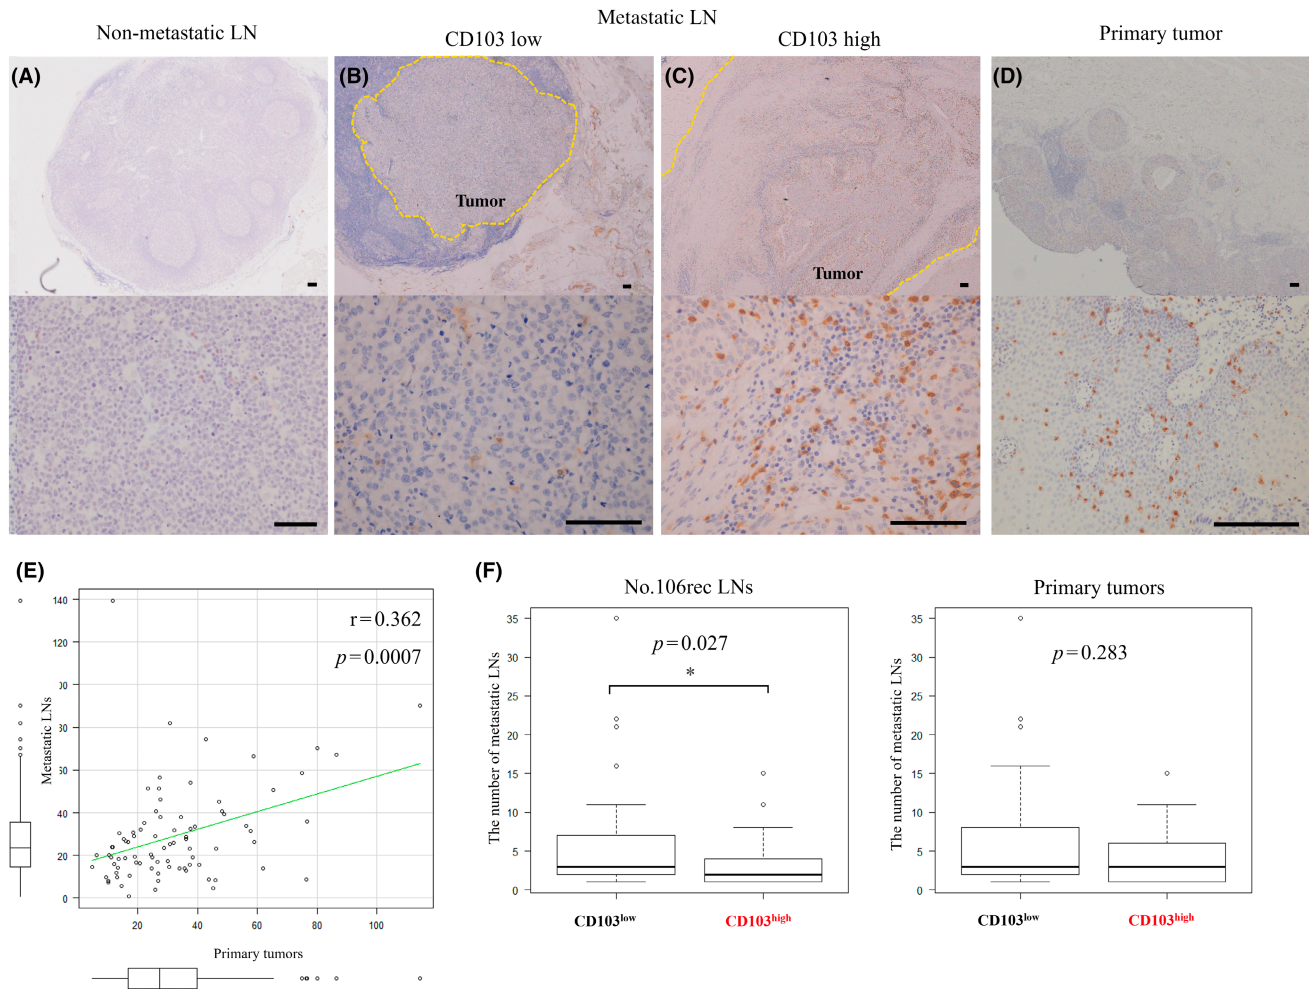 Metastatic LN
Non-metastatic LN
CD103 low
CD103 high
Primary tumor
(A)
(B)
(C)
(D)
Tumor
Tumor
(E)
r=0.362
p=0.0007
Metastatic LNs
140
120
)0
80
60
40
20
0
20
40
60
80
100
Primary tumors
(F)
No.106rec LNs
p=0.027
*
The number of metastatic LNs
35
30
25
20
15
10
5
0
CD103low
CD103high
Primary tumors
p=0.283
The number of metastatic LNs
35
30
25
20
15
10
5
0
CD103low
CD103high